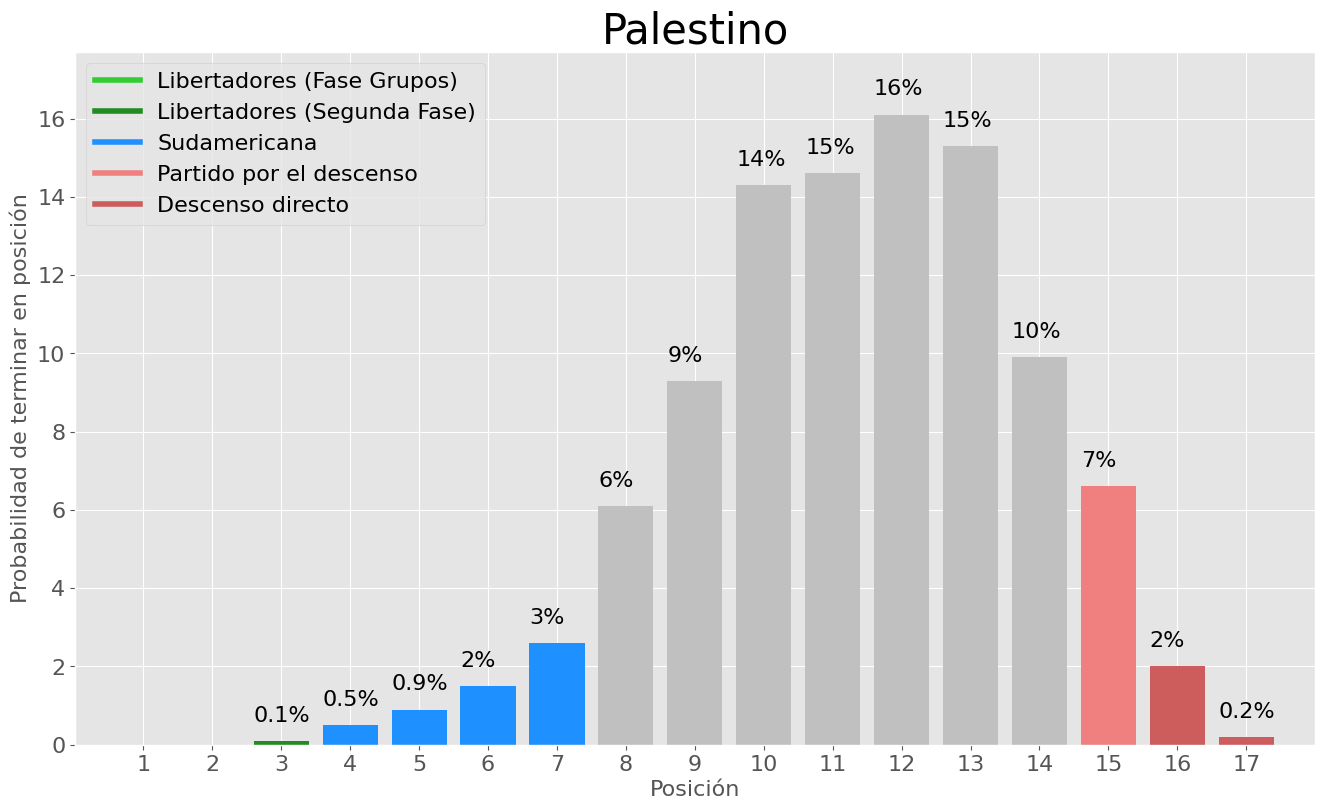 Palestino
Libertadores (Fase Grupos)
Libertadores (Segunda Fase)
Sudamericana
Partido por el descenso
Descenso directo
Probabilidad de terminar en posición
16
14
12
10
8
6
4
2
0
0.1%
0.5%
0.9%
2%
3%
6%
9%
14%
15%
16%
15%
10%
7%
2%
0.2%
1 2 3 4 5 6 7 8 9 10 11 12 13 14 15 16 17
Posición